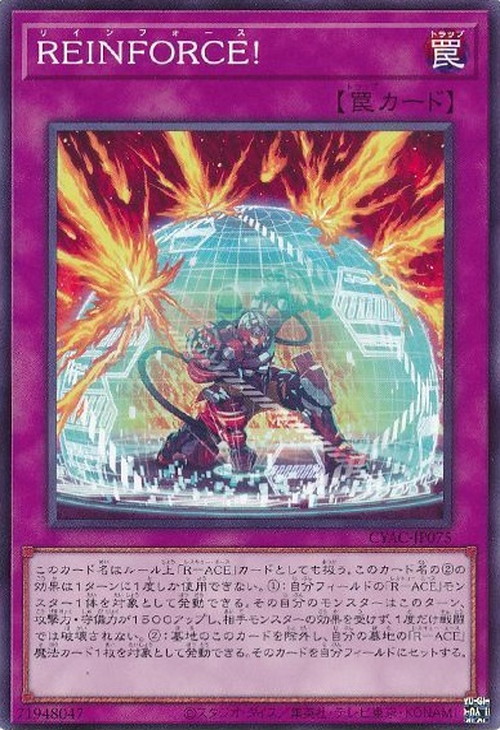 リインフォース
REINFORCE!
トラップ
罠
トラップ
【罠カード】
CYAC-JP075
このカード名はルール上「R－ACE」カードとしても扱う。このカード名の②の
効果は１ターンに１度しか使用できない。①：自分フィールドの「R－ACE」モン
スター１体を対象として発動できる。その自分のモンスターはこのターン、
攻撃力・守備力が１５００アップし、相手モンスターの効果を受けず、１度だけ戦闘
では破壊されない。②：墓地のこのカードを除外し、自分の墓地の「R－ACE」
魔法カード１枚を対象として発動できる。そのカードを自分フィールドにセットする。
71948047
©スタジオ・ダイス／集英社・テレビ東京・KONAMI